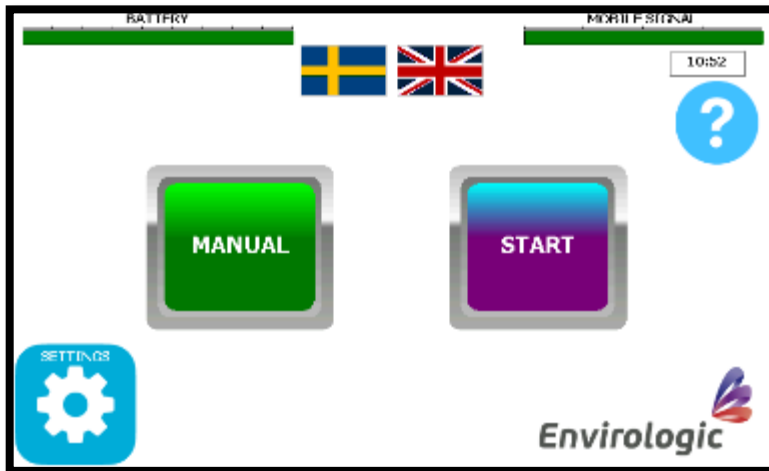 BATTERY
MOBILE SIGNAL
10:52
?
MANUAL
START
SETTINGS
Envirologic